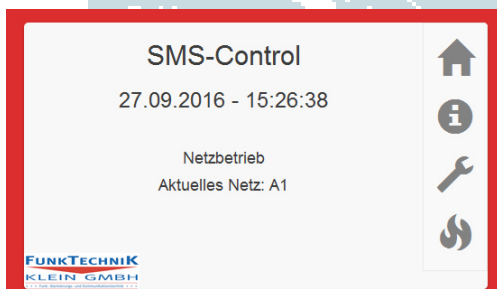 SMS-Control
27.09.2016 - 15:26:38
Netzbetrieb
Aktuelles Netz: A1
FUNKTECHNIK
KLEIN GMBH